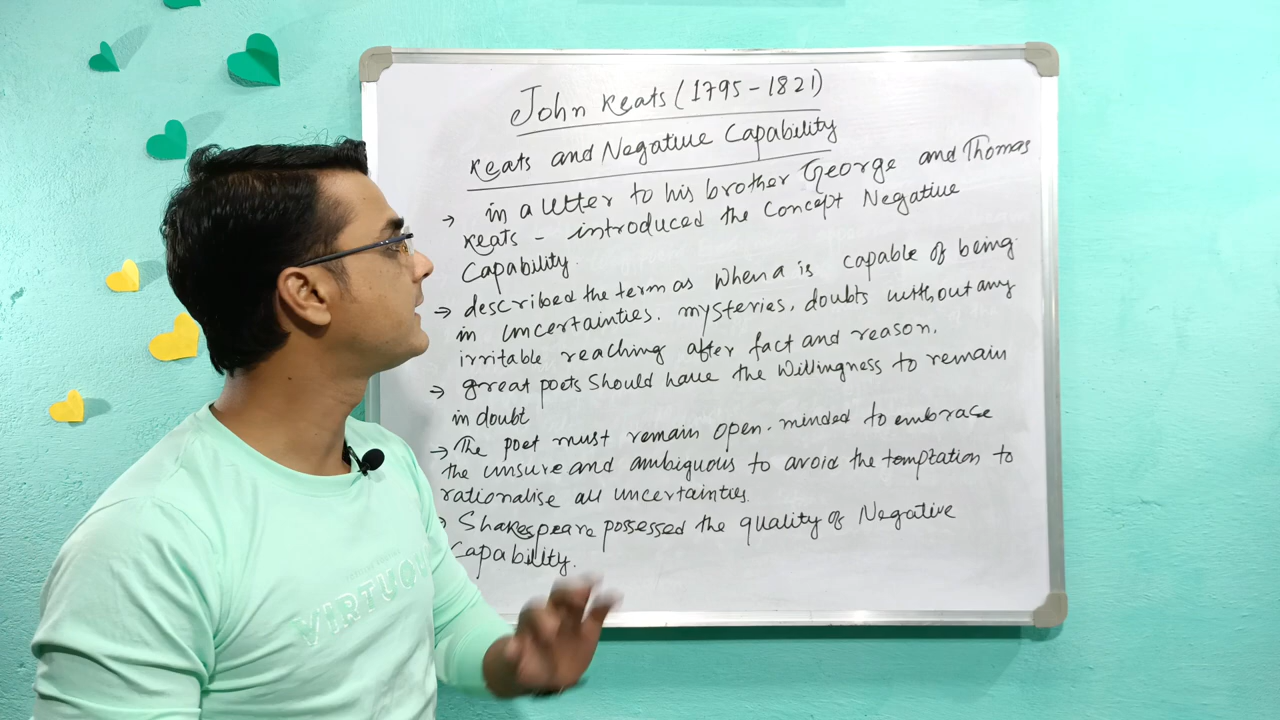 John Keats (1795-1821)
Keats and Negative Capability
→ in a letter to his brother George and Thomas
Keats - introduced the Concept Negative
Capability.
→ described the term as when a is capable of being
in uncertainties. mysteries, doubts without any
irritable reaching after fact and reason.
→ great poets should have the willingness to remain
in doubt
→ The poet must remain open-minded to embrace
the unsure and ambiguous to avoid the temptation to
rationalise all uncertainties.
→ Shakespeare possessed the quality of Negative
Capability.
VIRTUOU